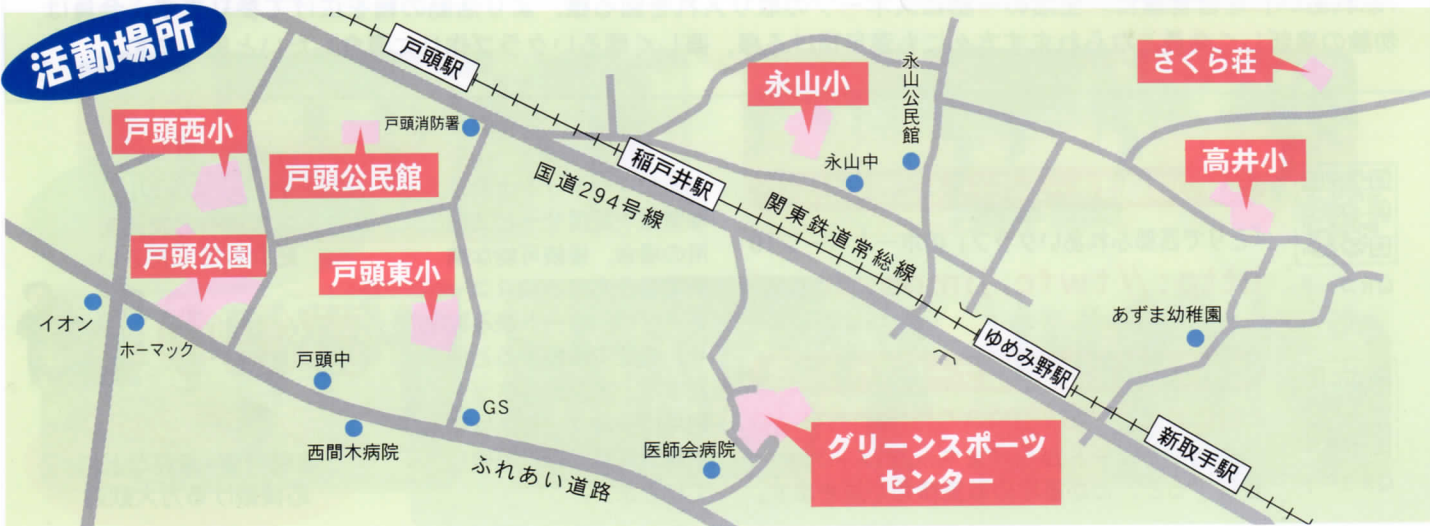 活動場所
戸頭駅
戸頭西小
戸頭公民館
戸頭消防署
稲戸井駅
国道294号線
永山小
永山公民館
永山中
さくら荘
高井小
関東鉄道常総線
戸頭公園
戸頭東小
イオン
ホーマック
戸頭中
西間木病院
GS
ふれあい道路
医師会病院
グリーンスポーツ
センター
あずま幼稚園
ゆめみ野駅
新取手駅